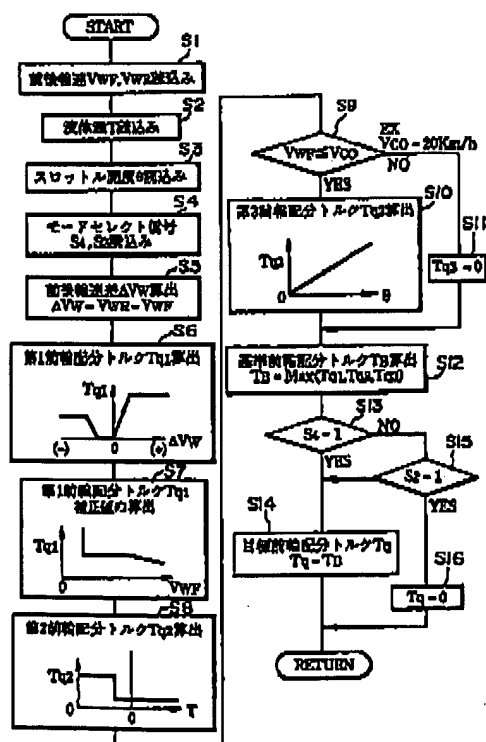 START
S1
前後輪速VWF,VWR読込み
S2
液体温T読込み
S3
スロットル開度θ読込み
S4
モードセレクト信号
S4,S2読込み
S5
前後輪速差ΔVW算出
ΔVW=VWR-VWF
S6
第1前輪配分トルクTq1算出
Tq1
(-)
0
(+)
ΔVW
S7
第1前輪配分トルクTq1
補正値の算出
Tq1
0
VWF
S8
第2前輪配分トルクTq2算出
Tq2
0
0
T
S9
VWF≦VCO
EX
VCO=20Km/h
NO
YES
S10
第3前輪配分トルクTq3算出
Tq3
0
θ
S11
Tq3=0
基準前輪配分トルクTB算出
TB=Max(Tq1,Tq2,Tq3)
S12
S13
S4=1
NO
YES
S15
S2=1
YES
S14
目標前輪配分トルクTq
Tq=TB
S16
Tq=0
RETURN